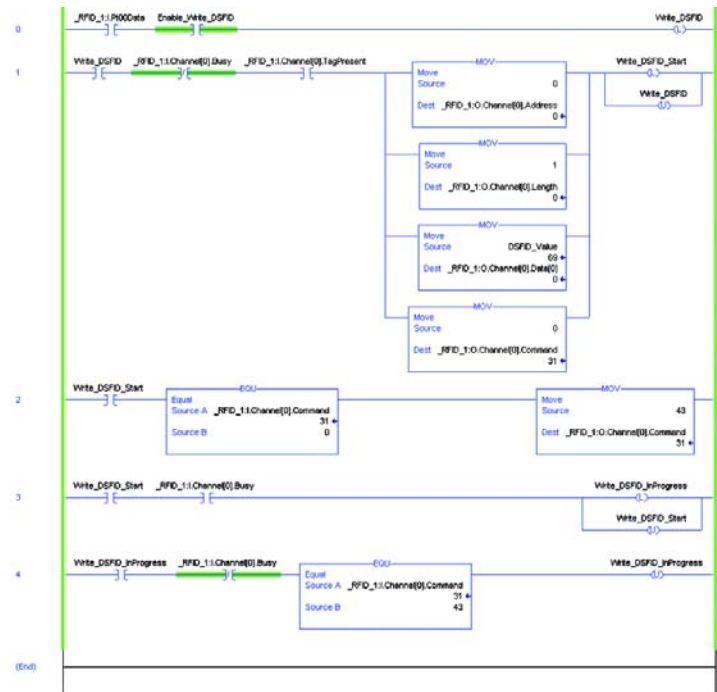 _RFID_1:I.Pt00Data Enable_Write_DSFID Write_DSFID
0 (L)
Write_DSFID _RFID_1:I.Channel[0].Busy _RFID_1:I.Channel[0].TagPresent MOV Write_DSFID_Start
1 Move (L)
Source 0
Write_DSFID
Dest _RFID_1:O.Channel[0].Address (U)
0
MOV
Move
Source 1
Dest _RFID_1:O.Channel[0].Length
0
MOV
Move
Source DSFID_Value
69
Dest _RFID_1:O.Channel[0].Data[0]
0
MOV
Move
Source 0
Dest _RFID_1:O.Channel[0].Command
31
Write_DSFID_Start EQU MOV
2 Equal Move
Source A _RFID_1:I.Channel[0].Command Source 43
31
Source B 0 Dest _RFID_1:O.Channel[0].Command
31
Write_DSFID_Start _RFID_1:I.Channel[0].Busy Write_DSFID_InProgress
3 (L)
Write_DSFID_Start
(U)
Write_DSFID_InProgress _RFID_1:I.Channel[0].Busy EQU Write_DSFID_InProgress
4 Equal (U)
Source A _RFID_1:I.Channel[0].Command
31
Source B 43
(End)